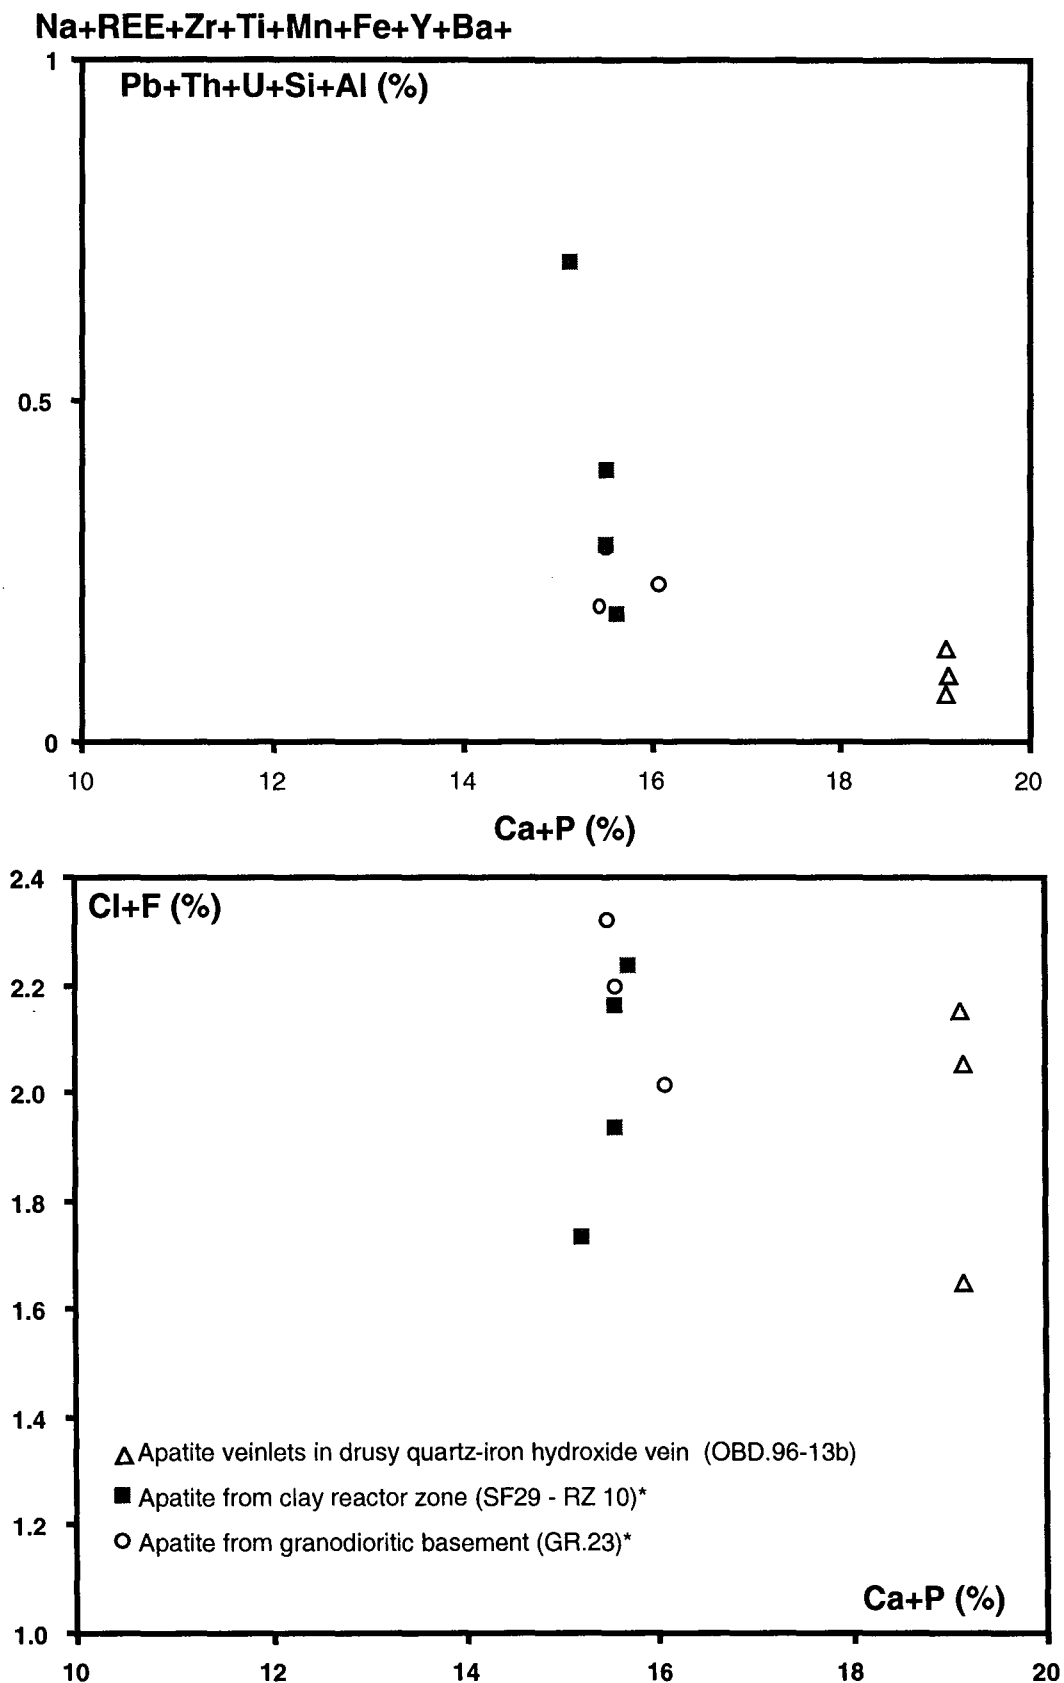 Na+REE+Zr+Ti+Mn+Fe+Y+Ba+
1
Pb+Th+U+Si+Al (%)
0.5
0
10 12 14 16 18 20
Ca+P (%)
2.4
Cl+F (%)
2.2
2.0
1.8
1.6
1.4
Apatite veinlets in drusy quartz-iron hydroxide vein (OBD.96-13b)
Apatite from clay reactor zone (SF29 - RZ 10)*
1.2
Apatite from granodioritic basement (GR.23)*
Ca+P (%)
1.0
10 12 14 16 18 20